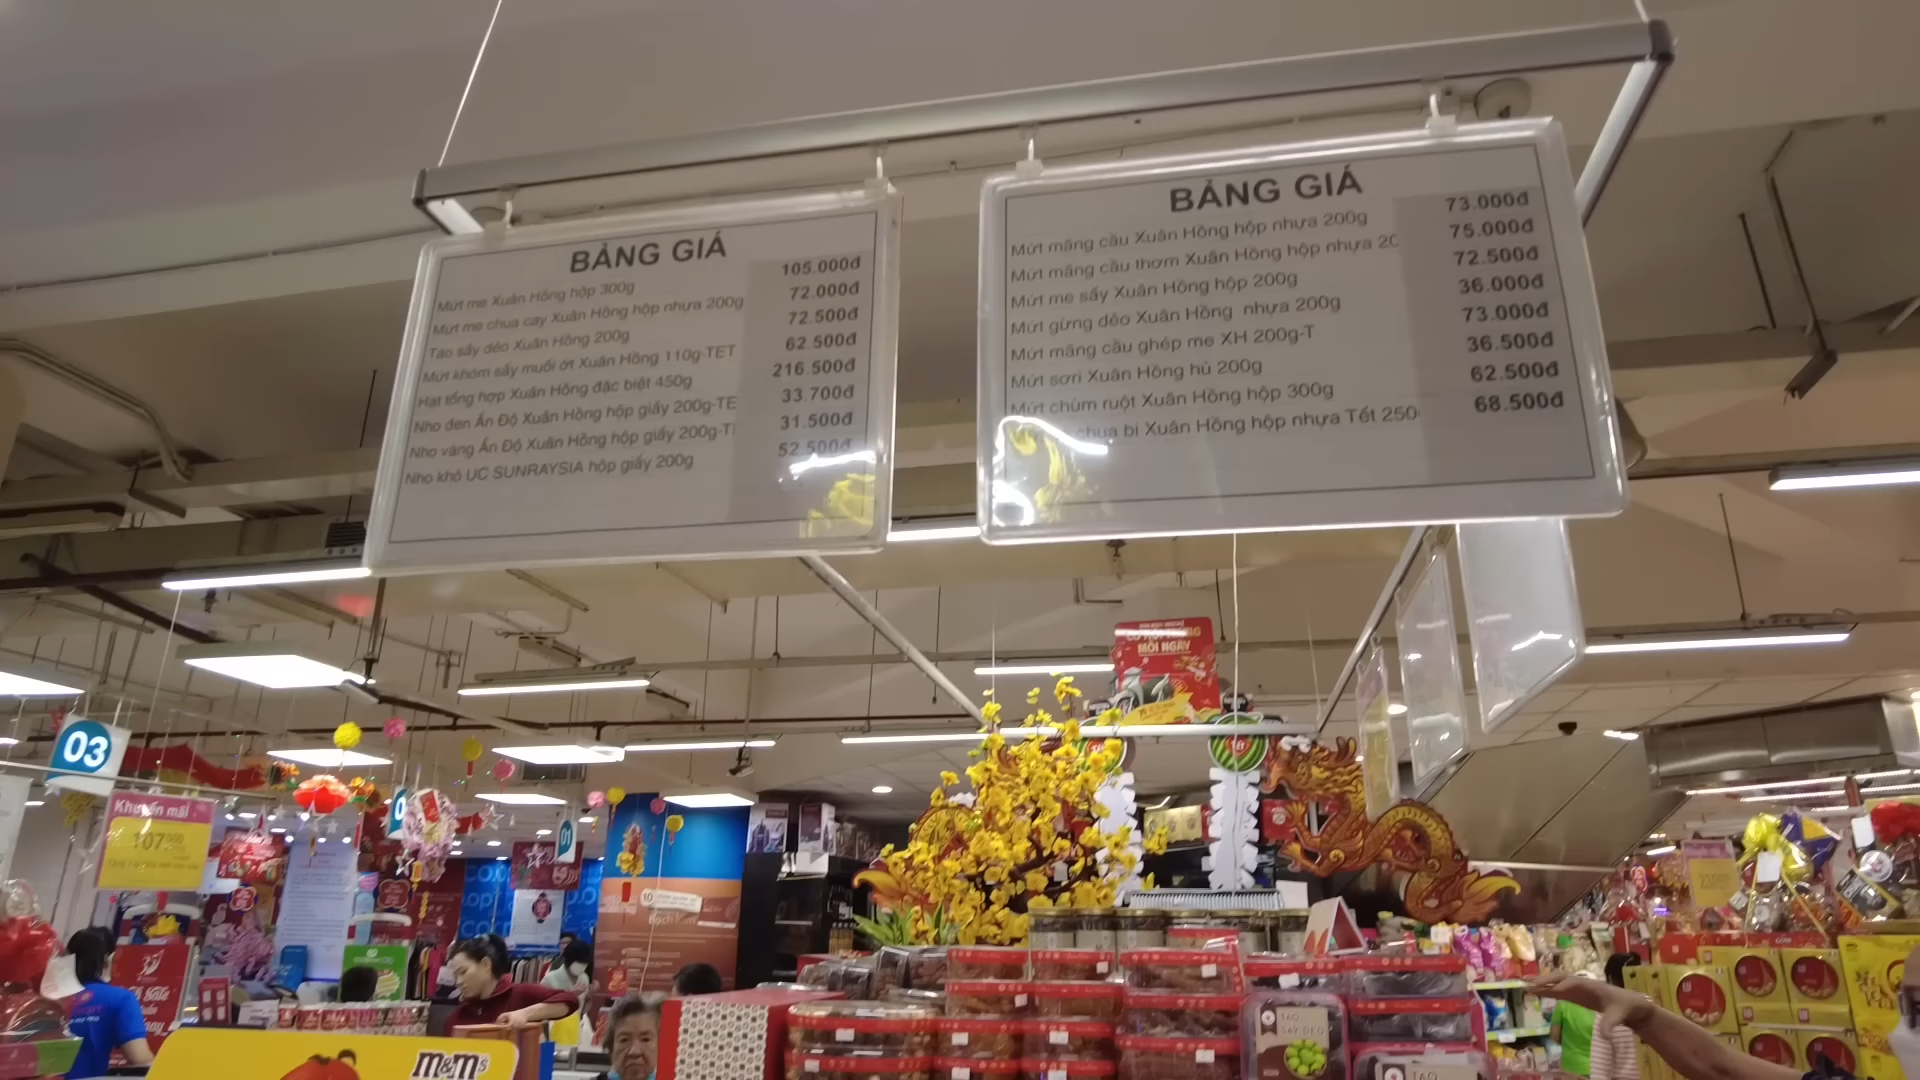 BẢNG GIÁ
Mứt me Xuân Hồng hộp 300g 105.000đ
Mứt me chua cay Xuân Hồng hộp nhựa 200g 72.000đ
Táo sấy dẻo Xuân Hồng 200g 72.500đ
Mứt khóm sấy muối ớt Xuân Hồng 110g-TET 62.500đ
Hạt tổng hợp Xuân Hồng đặc biệt 450g 216.500đ
Nho đen Ấn Độ Xuân Hồng hộp giấy 200g-TE 33.700đ
Nho vàng Ấn Độ Xuân Hồng hộp giấy 200g-T 31.500đ
Nho khô UC SUNRAYSIA hộp giấy 200g 52.500đ
BẢNG GIÁ
Mứt mãng cầu Xuân Hồng hộp nhựa 200g 73.000đ
Mứt mãng cầu thơm Xuân Hồng hộp nhựa 20 75.000đ
Mứt me sấy Xuân Hồng hộp 200g 72.500đ
Mứt gừng dẻo Xuân Hồng nhựa 200g 36.000đ
Mứt mãng cầu ghép me XH 200g-T 73.000đ
Mứt sơri Xuân Hồng hủ 200g 36.500đ
Mứt chùm ruột Xuân Hồng hộp 300g 62.500đ
chua bi Xuân Hồng hộp nhựa Tết 250 68.500đ
MỖI NGÀY
03
Khuyến mãi
107
01
10
M&M's
TÁO
SẤY DẺO
TÁO